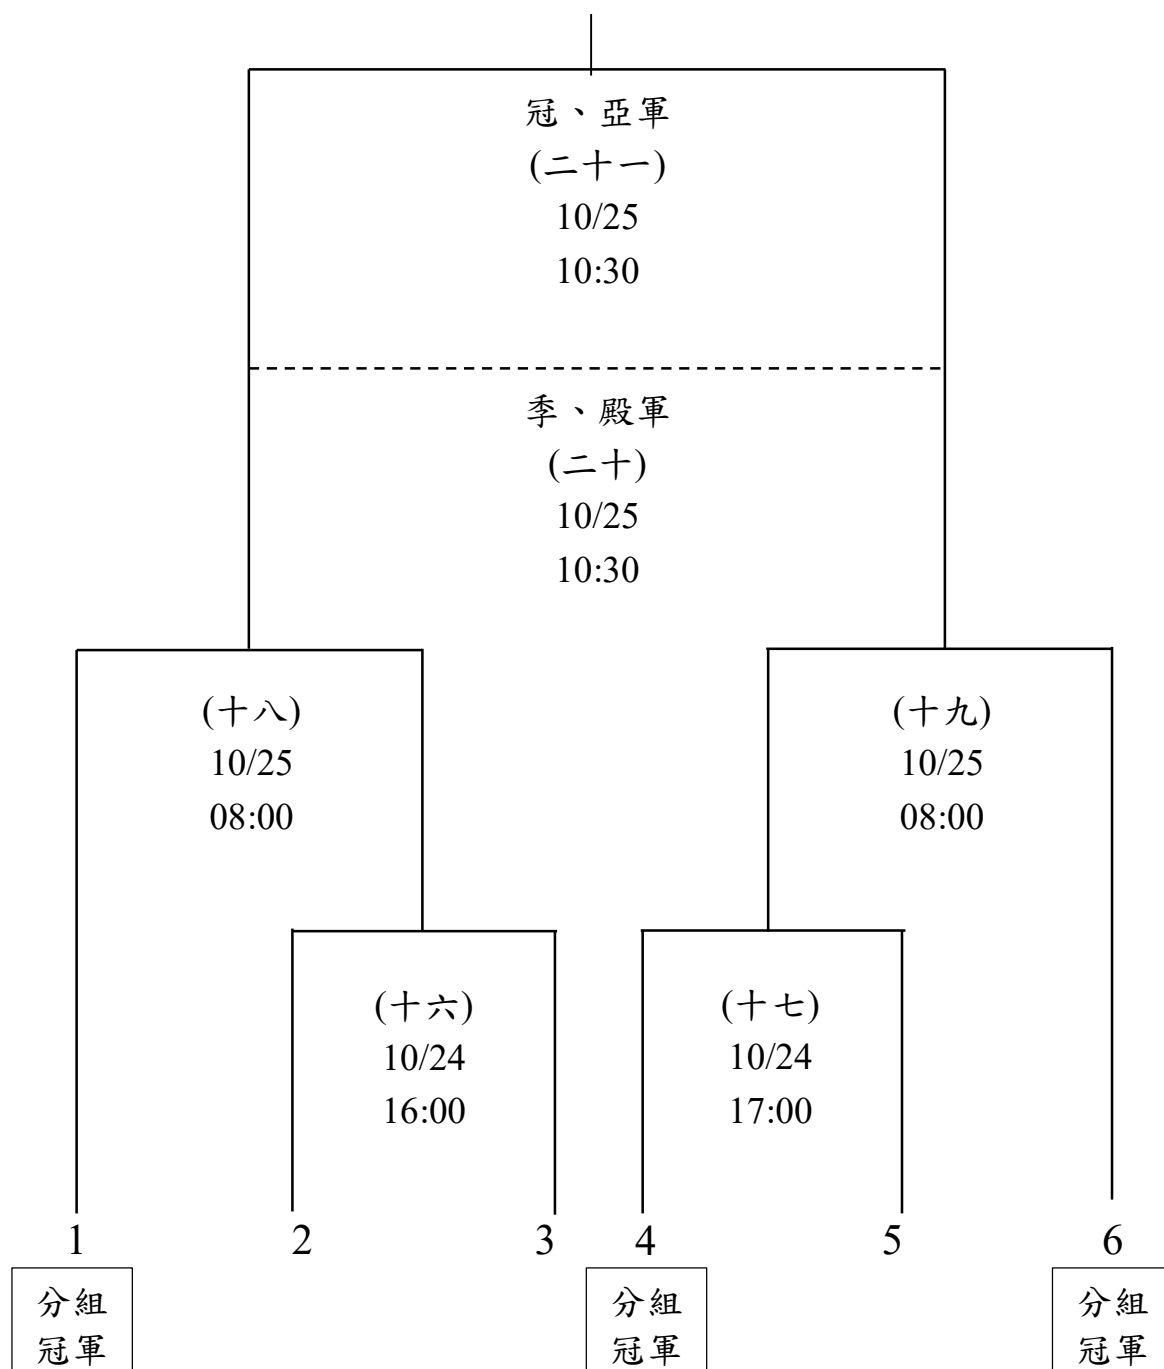 冠、亞軍
(二十一)
10/25
10:30
季、殿軍
(二十)
10/25
10:30
(十八)
10/25
08:00
(十九)
10/25
08:00
(十六)
10/24
16:00
(十七)
10/24
17:00
1 2 3 4 5 6
分組
冠軍
分組
冠軍
分組
冠軍